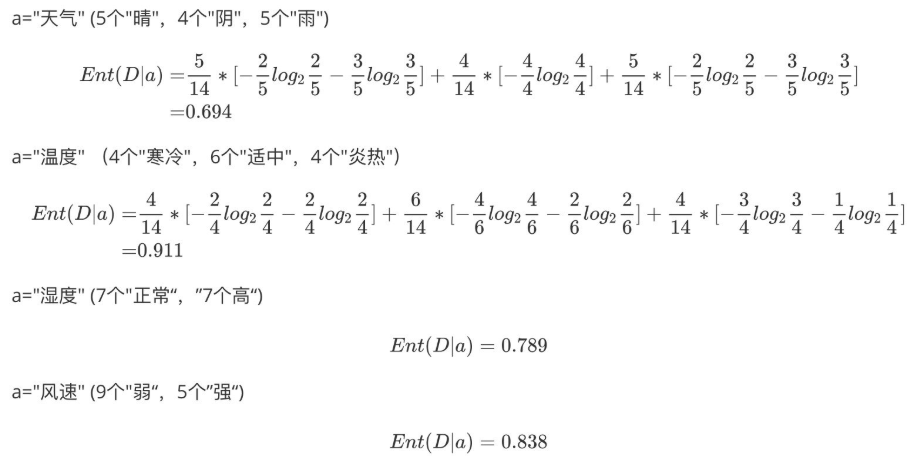 a="天气" (5个"晴"，4个"阴"，5个"雨")
Ent(D|a) =5/14 * [-2/5 log₂ 2/5 - 3/5 log₂ 3/5] + 4/14 * [-4/4 log₂ 4/4] + 5/14 * [-2/5 log₂ 2/5 - 3/5 log₂ 3/5]
=0.694
a="温度" （4个"寒冷"，6个"适中"，4个"炎热"）
Ent(D|a) =4/14 * [-2/4 log₂ 2/4 - 2/4 log₂ 2/4] + 6/14 * [-4/6 log₂ 4/6 - 2/6 log₂ 2/6] + 4/14 * [-3/4 log₂ 3/4 - 1/4 log₂ 1/4]
=0.911
a="湿度" (7个"正常“，”7个高“)
Ent(D|a) = 0.789
a="风速" (9个"弱“，5个”强“)
Ent(D|a) = 0.838